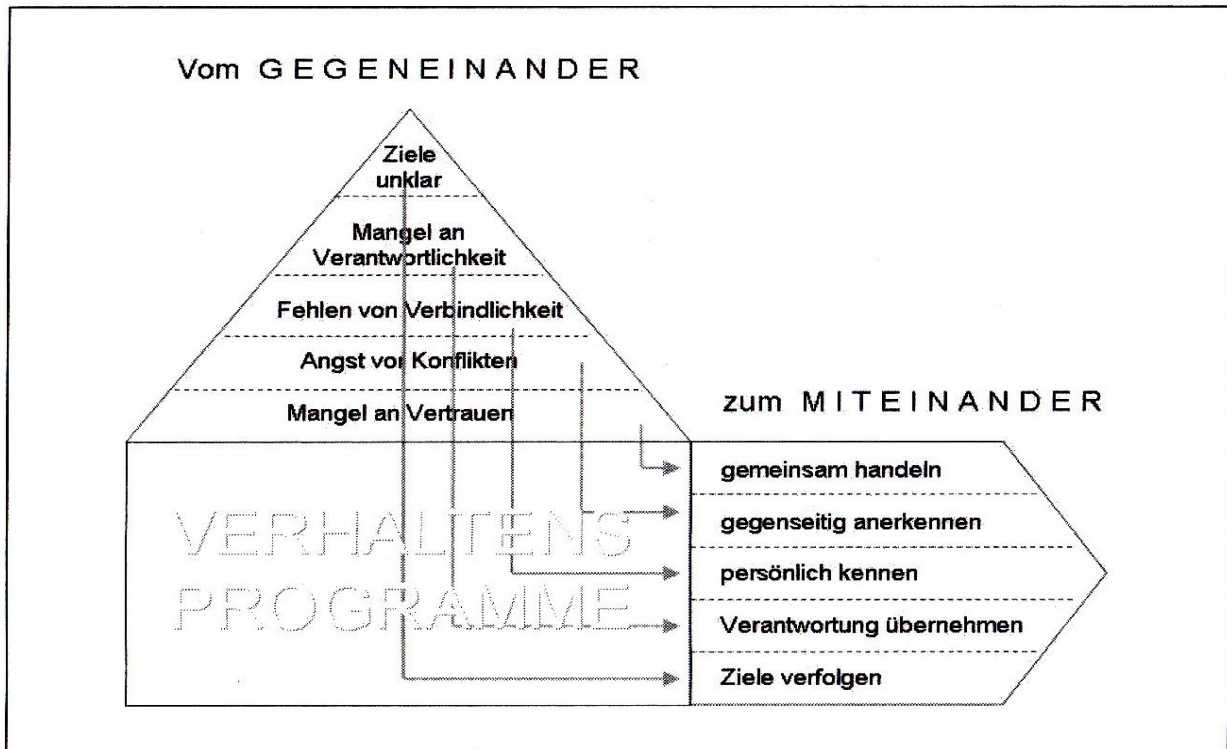 Vom GEGENEINANDER
Ziele
unklar
Mangel an
Verantwortlichkeit
Fehlen von Verbindlichkeit
Angst vor Konflikten
Mangel an Vertrauen
zum MITEINANDER
gemeinsam handeln
gegenseitig anerkennen
persönlich kennen
Verantwortung übernehmen
Ziele verfolgen
VERHALTENS
PROGRAMME